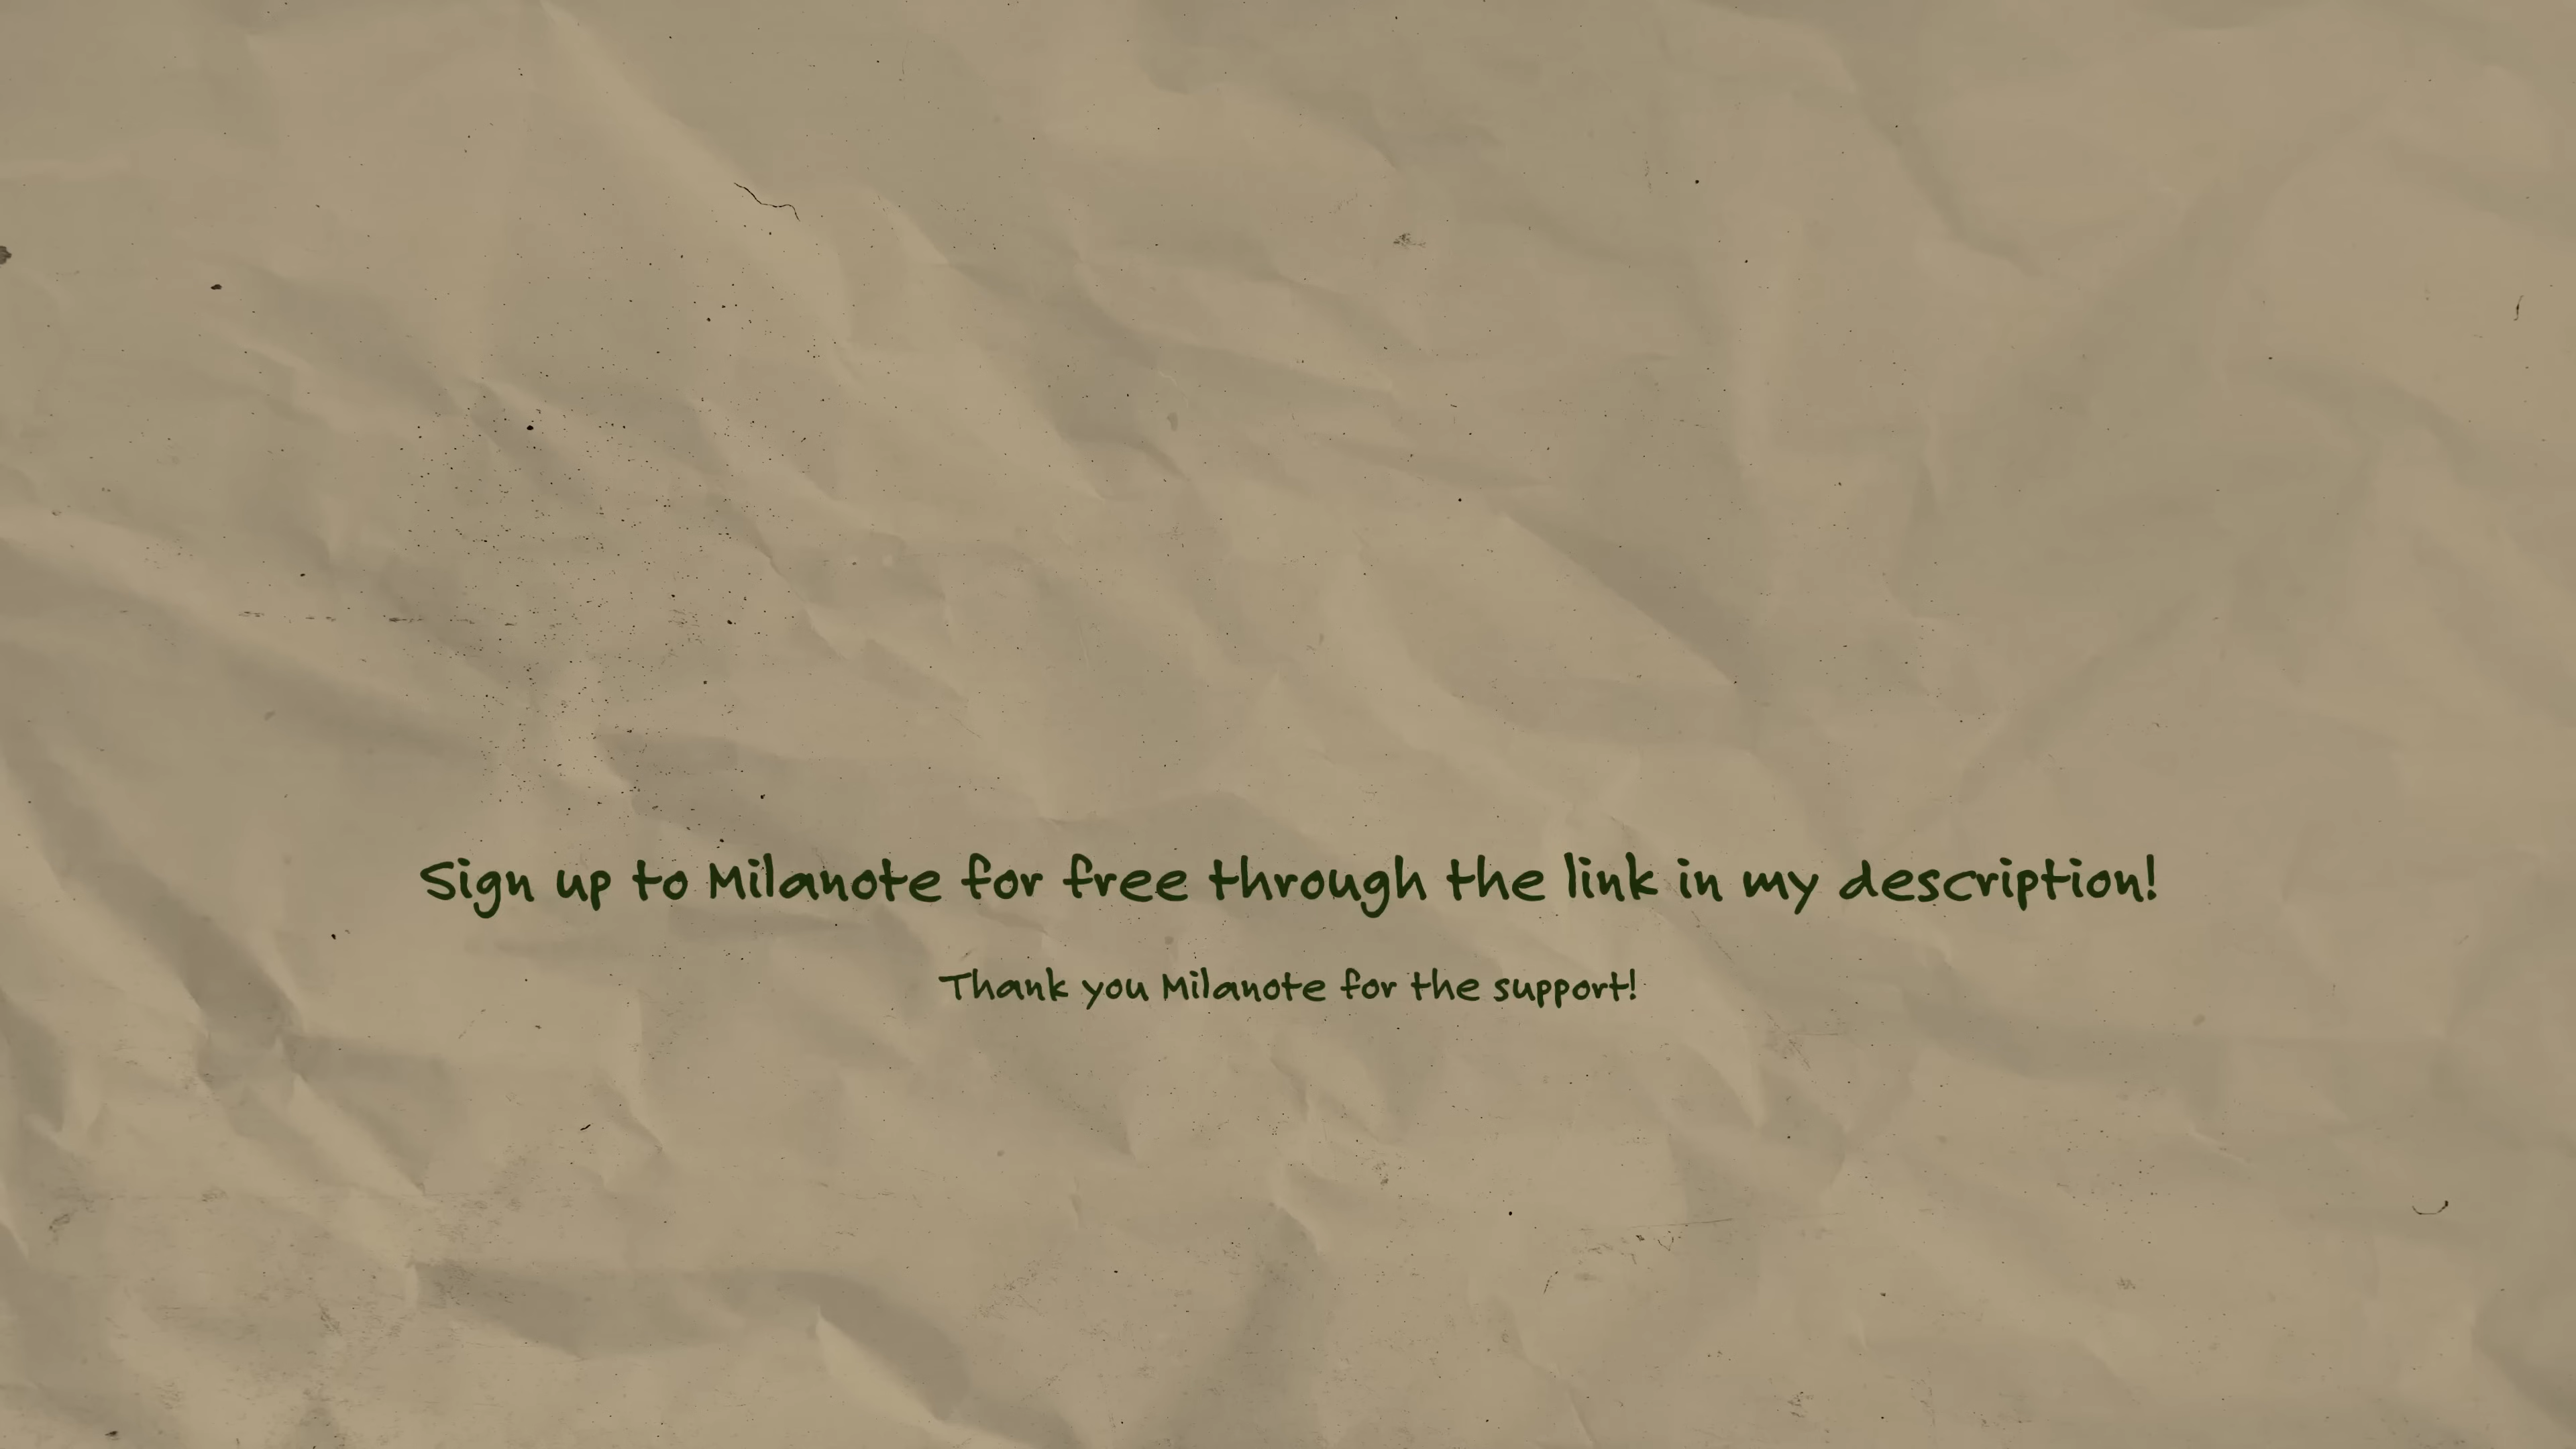 Sign up to Milanote for free through the link in my description!
Thank you Milanote for the support!